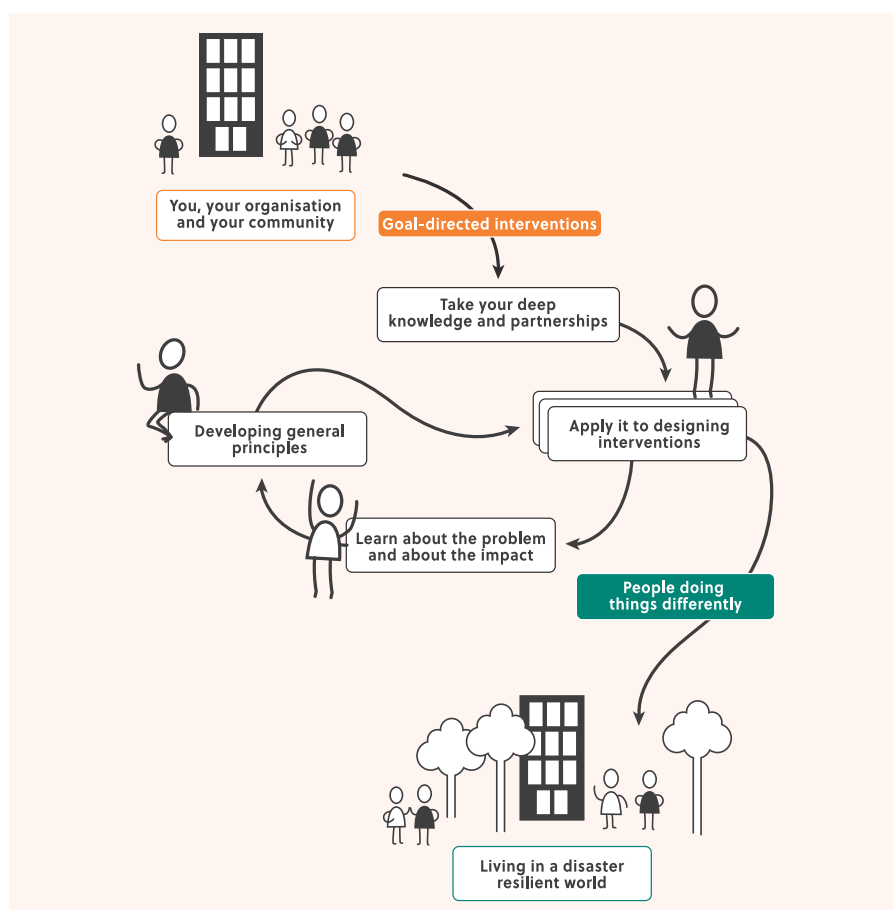 You, your organisation
and your community
Goal-directed interventions
Take your deep
knowledge and partnerships
Developing general
principles
Apply it to designing
interventions
Learn about the problem
and about the impact
People doing
things differently
Living in a disaster
resilient world